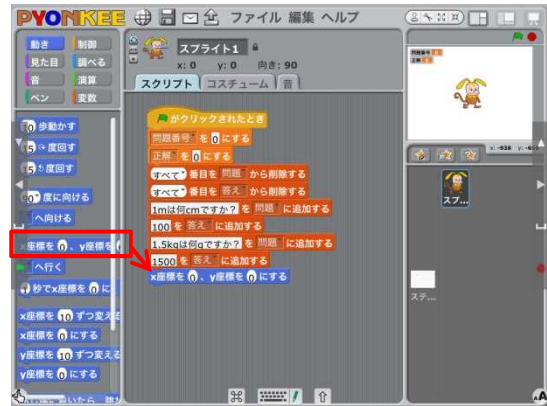 PYONKEE ファイル 編集 ヘルプ
動き 制御
見た目 調べる
音 演算
ペン 変数
スプライト1
x: 0 y: 0 向き: 90
スクリプト コスチューム 音
歩動かす
度回す
度回す
度に向ける
へ向ける
x座標を 0 、y座標を
へ行く
1 秒でx座標を 0 に
x座標を 10 ずつ変える
x座標を 0 にする
y座標を 10 ずつ変える
y座標を 0 にする
がクリックされたとき
問題番号 を 0 にする
正解 を 0 にする
すべて 番目を 問題 から削除する
すべて 番目を 答え から削除する
1mは何cmですか? を 問題 に追加する
100 を 答え に追加する
1.5kgは何gですか? を 問題 に追加する
1500 を 答え に追加する
x座標を 0 、y座標を 0 にする
問題番号 0
正解 0
スプ...
ステ...